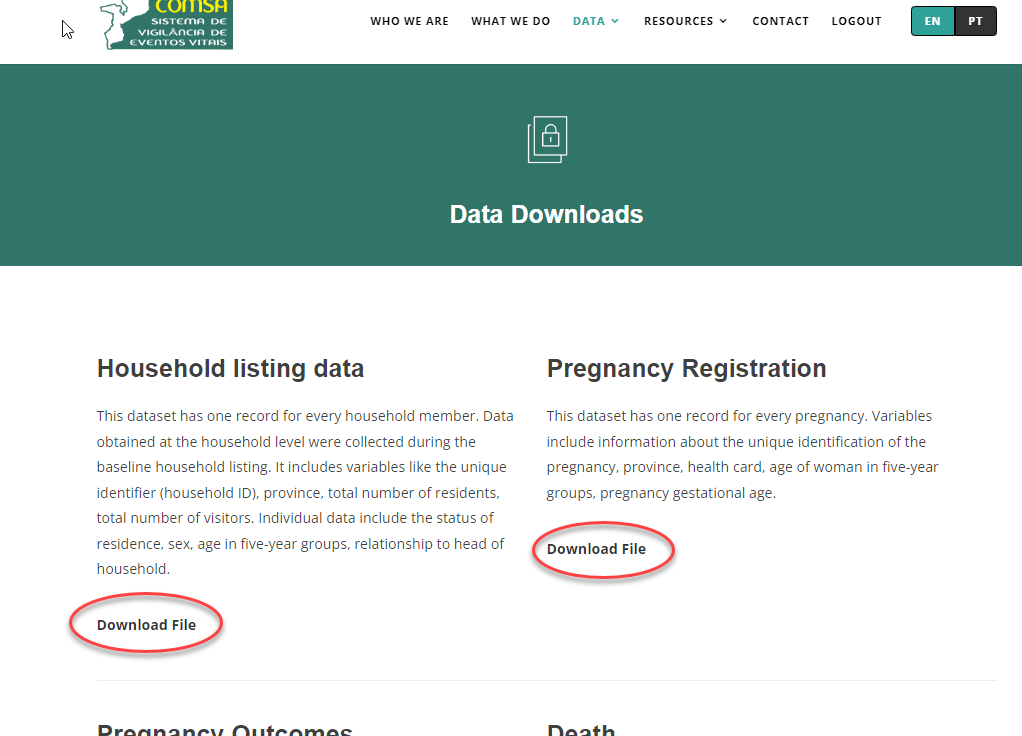 COMSA
SISTEMA DE
VIGILÂNCIA DE
EVENTOS VITAIS
WHO WE ARE WHAT WE DO DATA RESOURCES CONTACT LOGOUT EN PT
Data Downloads
Household listing data
This dataset has one record for every household member. Data
obtained at the household level were collected during the
baseline household listing. It includes variables like the unique
identifier (household ID), province, total number of residents,
total number of visitors. Individual data include the status of
residence, sex, age in five-year groups, relationship to head of
household.
Download File
Pregnancy Registration
This dataset has one record for every pregnancy. Variables
include information about the unique identification of the
pregnancy, province, health card, age of woman in five-year
groups, pregnancy gestational age.
Download File
Pregnancy Outcomes
Death